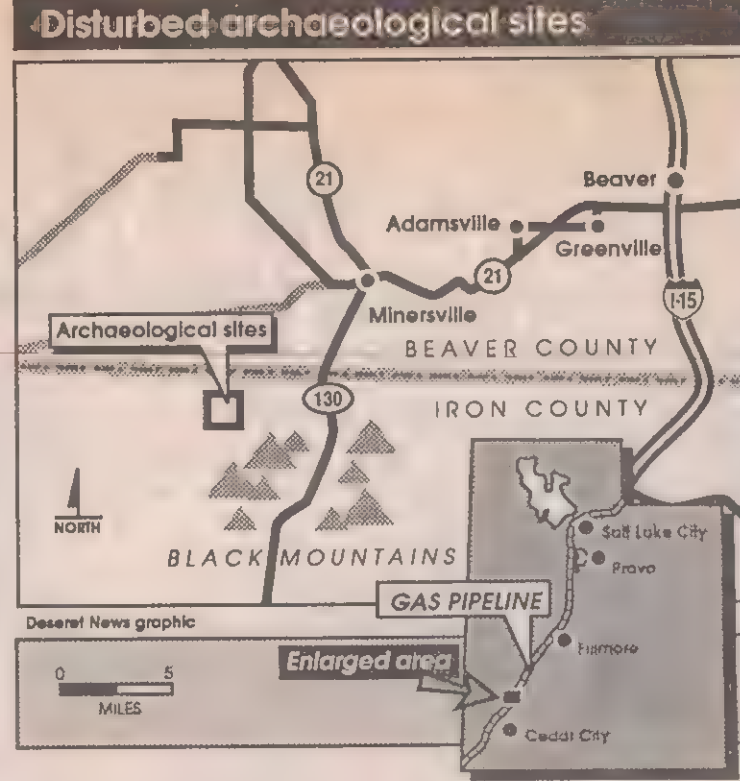 Disturbed archaeological sites
Beaver
21
Adamsville
Greenville
21
I-15
Minersville
Archaeological sites
BEAVER COUNTY
130
IRON COUNTY
NORTH
BLACK MOUNTAINS
Salt Lake City
Provo
GAS PIPELINE
Deseret News graphic
Fillmore
Enlarged area
0 5
MILES
Cedar City